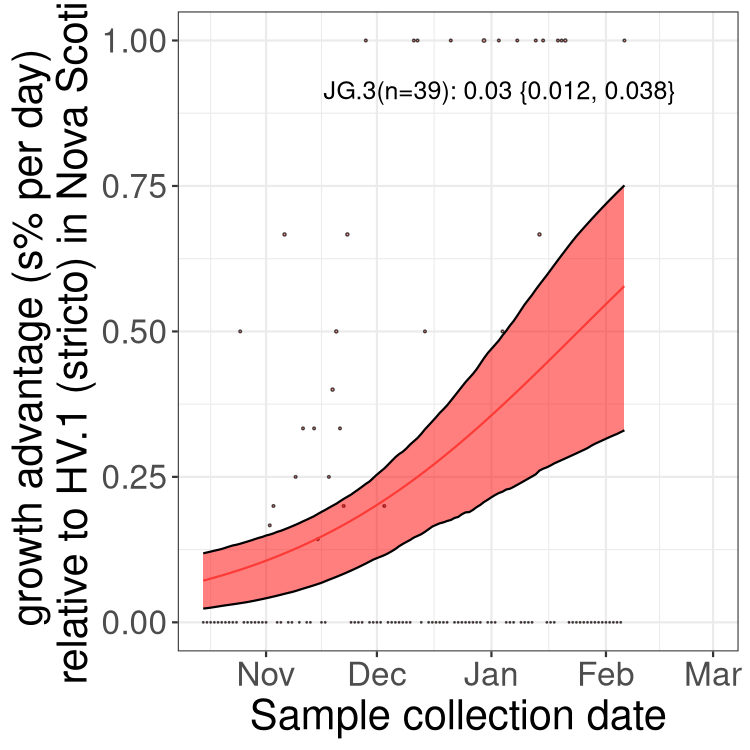 growth advantage (s% per day)
relative to HV.1 (stricto) in Nova Scoti
1.00
0.75
0.50
0.25
0.00
JG.3(n=39): 0.03 {0.012, 0.038}
Nov Dec Jan Feb Mar
Sample collection date